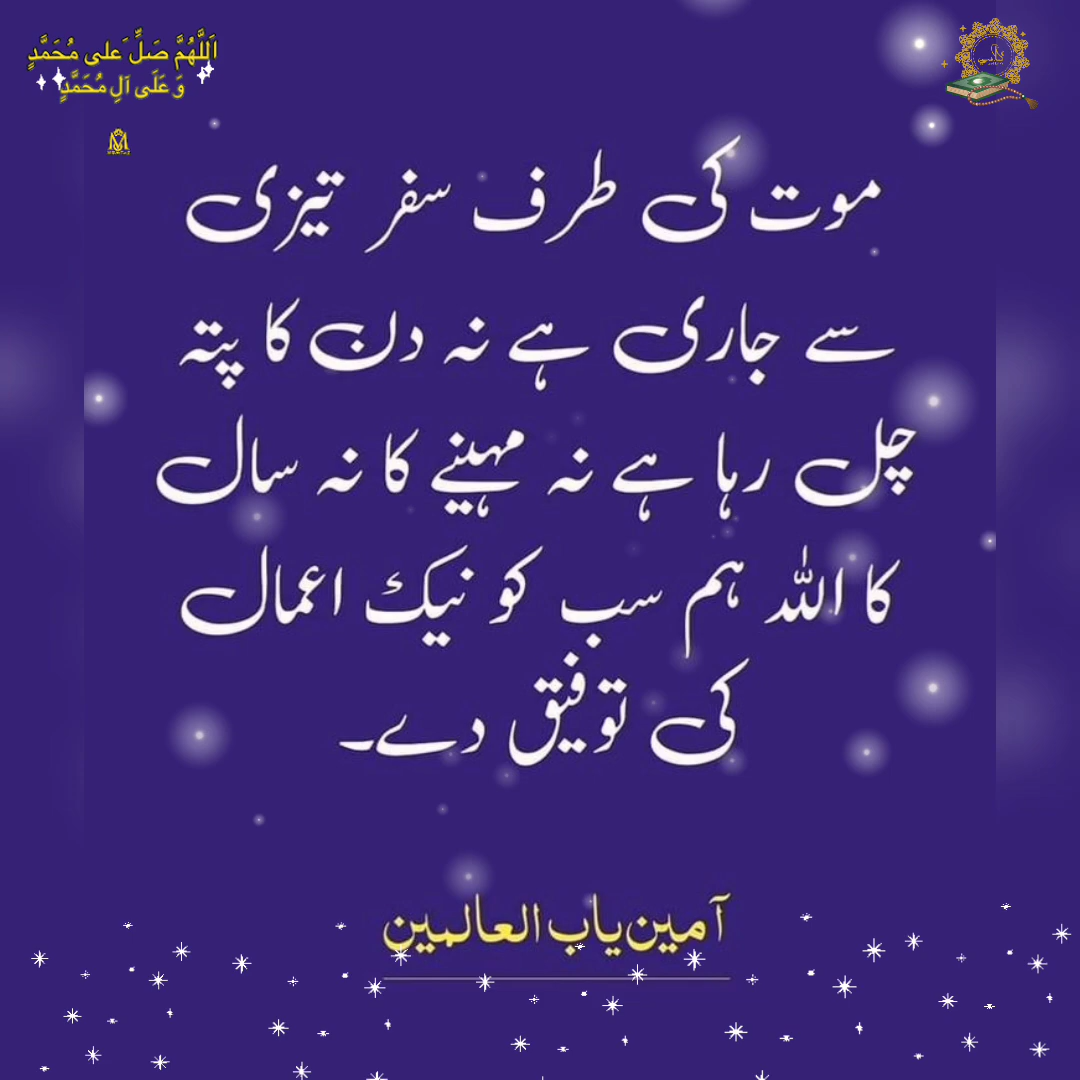 اَللَّهُمَّ صَلِّ َعلى مُحَمَّدٍ
وَ عَلَى آلِ مُحَمَّدٍ
موت کی طرف سفر تیزی
سے جاری ہے نہ دن کا پتہ
چل رہا ہے نہ مہینے کا نہ سال
کا اللہ ہم سب کو نیک اعمال
کی توفیق دے۔
آمین یاب العالمین